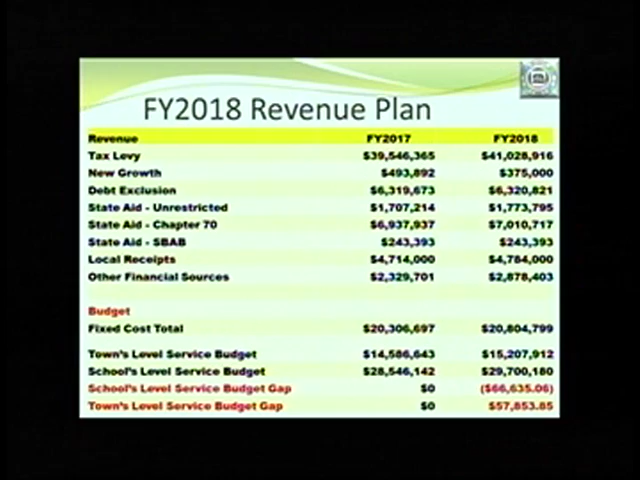 FY2018 Revenue Plan
Revenue FY2017 FY2018
Tax Levy $39,546,365 $41,028,916
New Growth $493,892 $375,000
Debt Exclusion $6,319,673 $6,320,821
State Aid - Unrestricted $1,707,214 $1,773,795
State Aid - Chapter 70 $6,937,937 $7,010,717
State Aid - SBAB $243,393 $243,393
Local Receipts $4,714,000 $4,784,000
Other Financial Sources $2,329,701 $2,878,403
Budget
Fixed Cost Total $20,306,697 $20,804,799
Town's Level Service Budget $14,586,643 $15,207,912
School's Level Service Budget $28,546,142 $29,700,180
School's Level Service Budget Gap $0 ($66,635.06)
Town's Level Service Budget Gap $0 $57,853.85